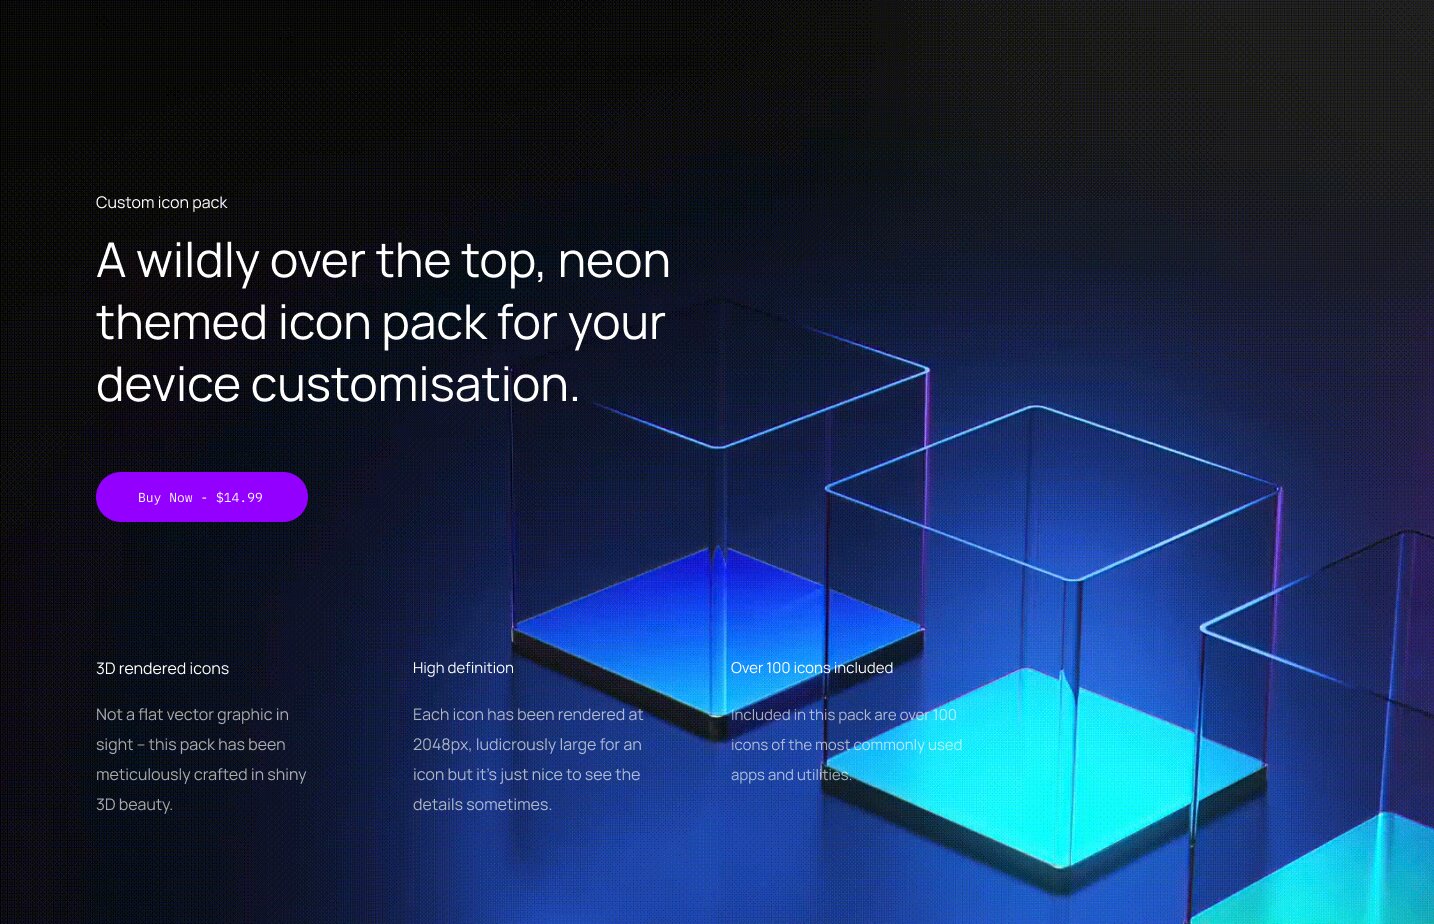 Custom icon pack
A wildly over the top, neon
themed icon pack for your
device customisation.
Buy Now - $14.99
3D rendered icons
Not a flat vector graphic in
sight – this pack has been
meticulously crafted in shiny
3D beauty.
High definition
Each icon has been rendered at
2048px, ludicrously large for an
icon but it's just nice to see the
details sometimes.
Over 100 icons included
Included in this pack are over 100
icons of the most commonly used
apps and utilities.